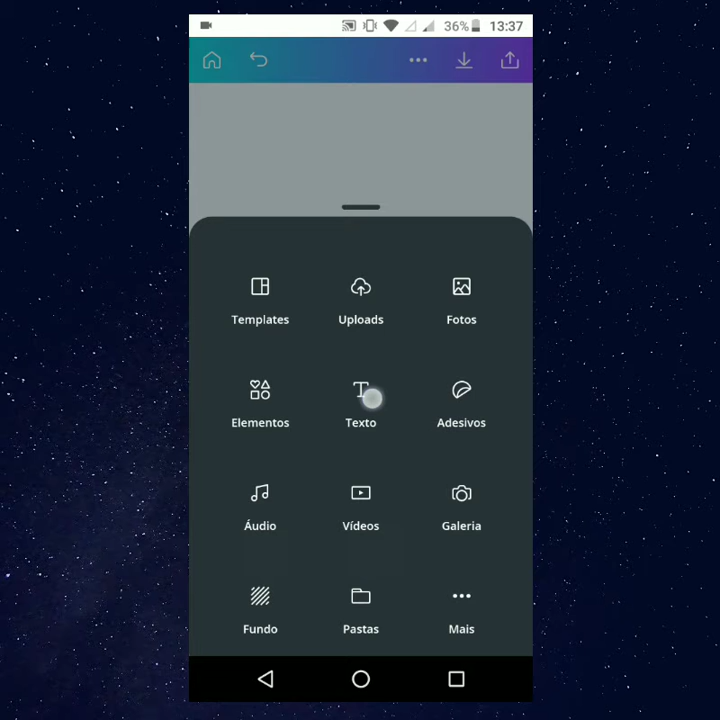 36% 13:37
Templates Uploads Fotos
Elementos Texto Adesivos
Áudio Vídeos Galeria
Fundo Pastas Mais